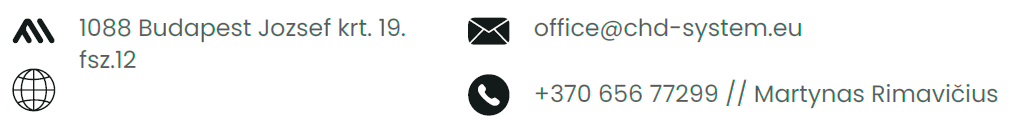 1088 Budapest Jozsef krt. 19.
fsz.12
office@chd-system.eu
+370 656 77299 // Martynas Rimavičius